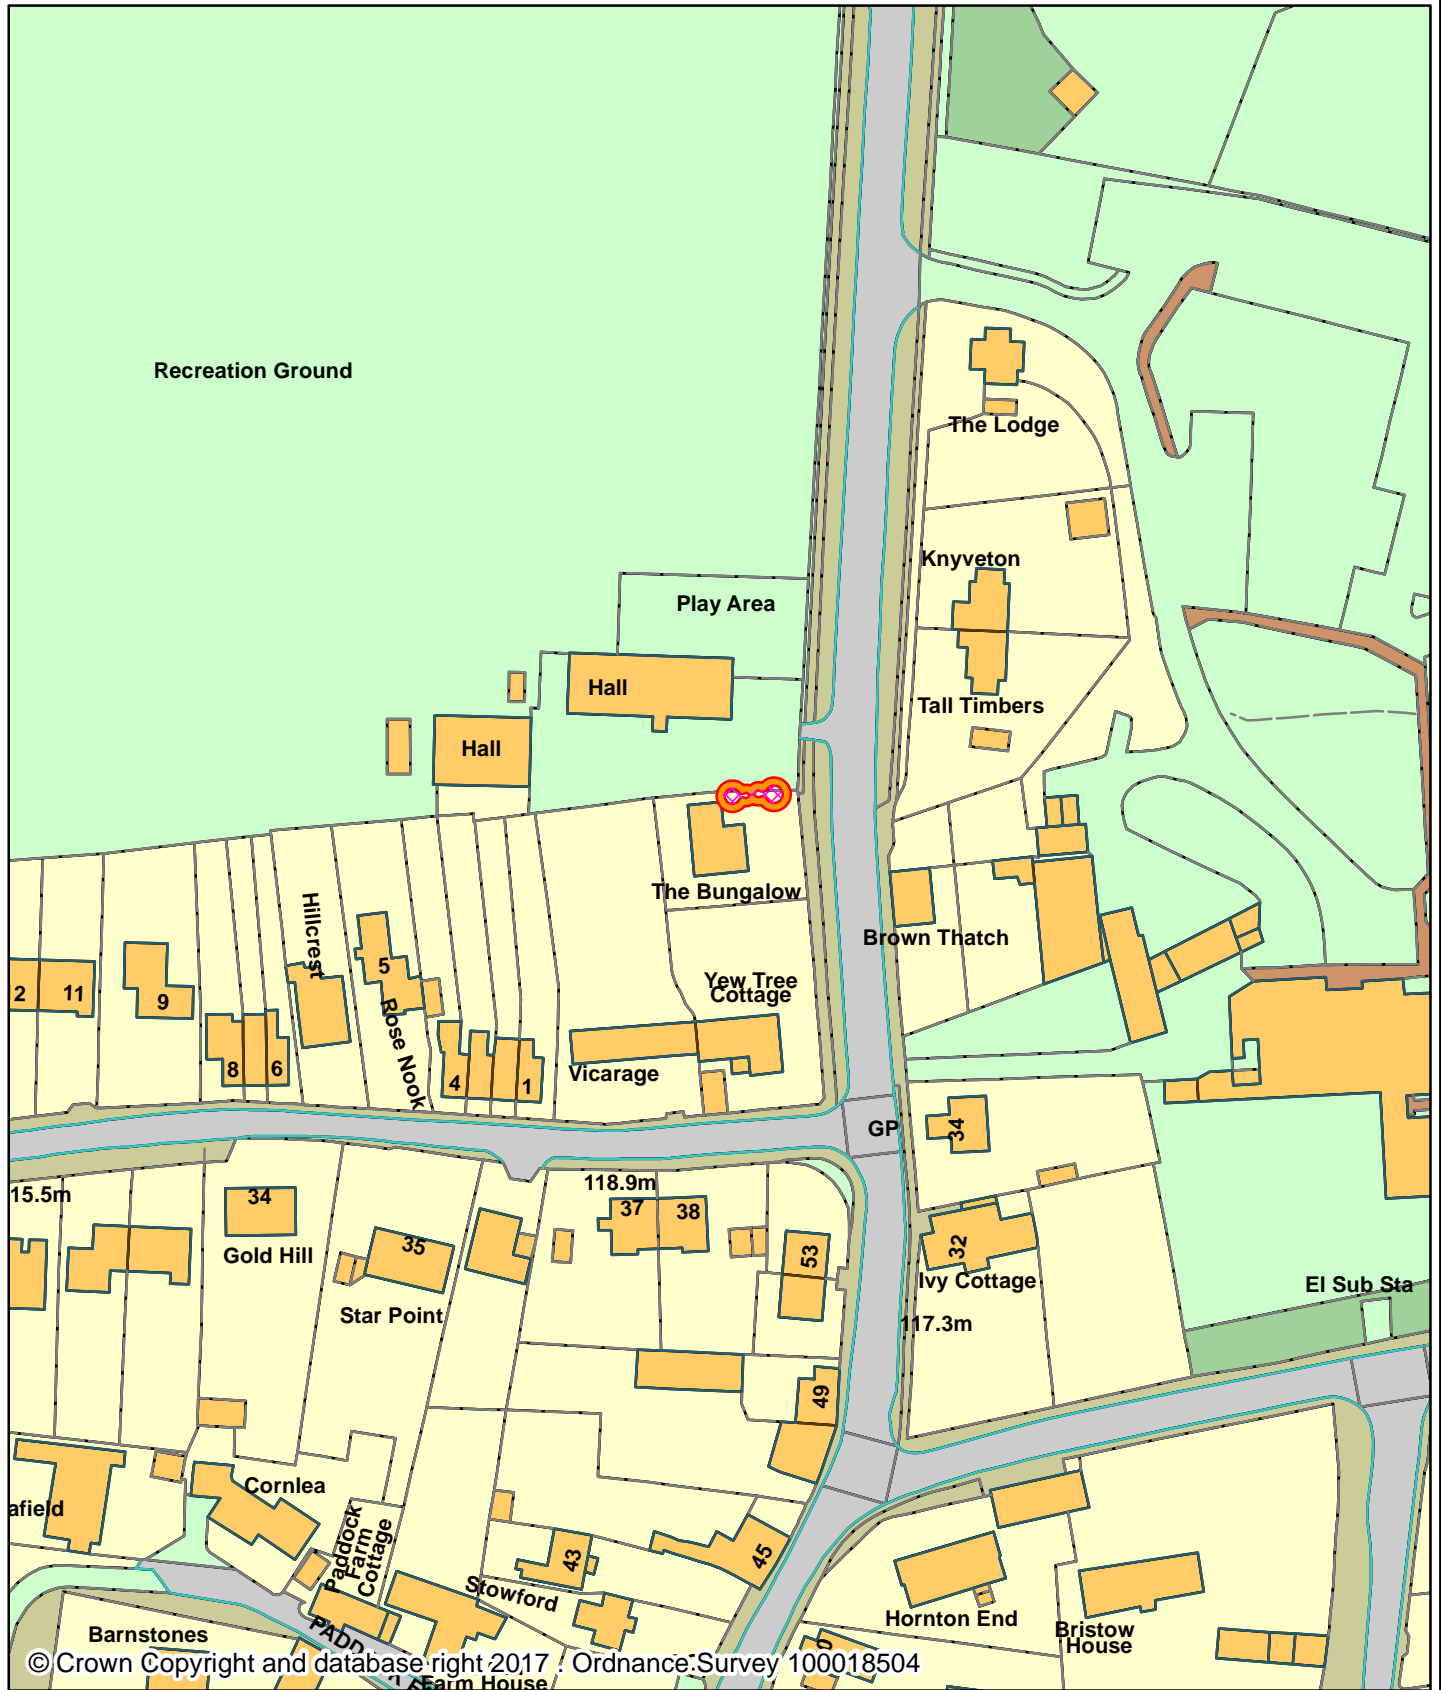 Recreation Ground
The Lodge
Knyveton
Play Area
Hall
Tall Timbers
Hall
The Bungalow
Hillcrest
Brown Thatch
5
Yew Tree
Cottage
2
11
9
Rose Nook
8
6
4
1
Vicarage
GP
34
118.9m
15.5m
34
37
38
35
53
32
Gold Hill
Ivy Cottage
El Sub Sta
Star Point
117.3m
49
Cornlea
afield
Paddock
Farm
Cottage
43
45
Stowford
Hornton End
Bristow
House
Barnstones
© Crown Copyright and database right 2017. Ordnance Survey 100018504
Farm House